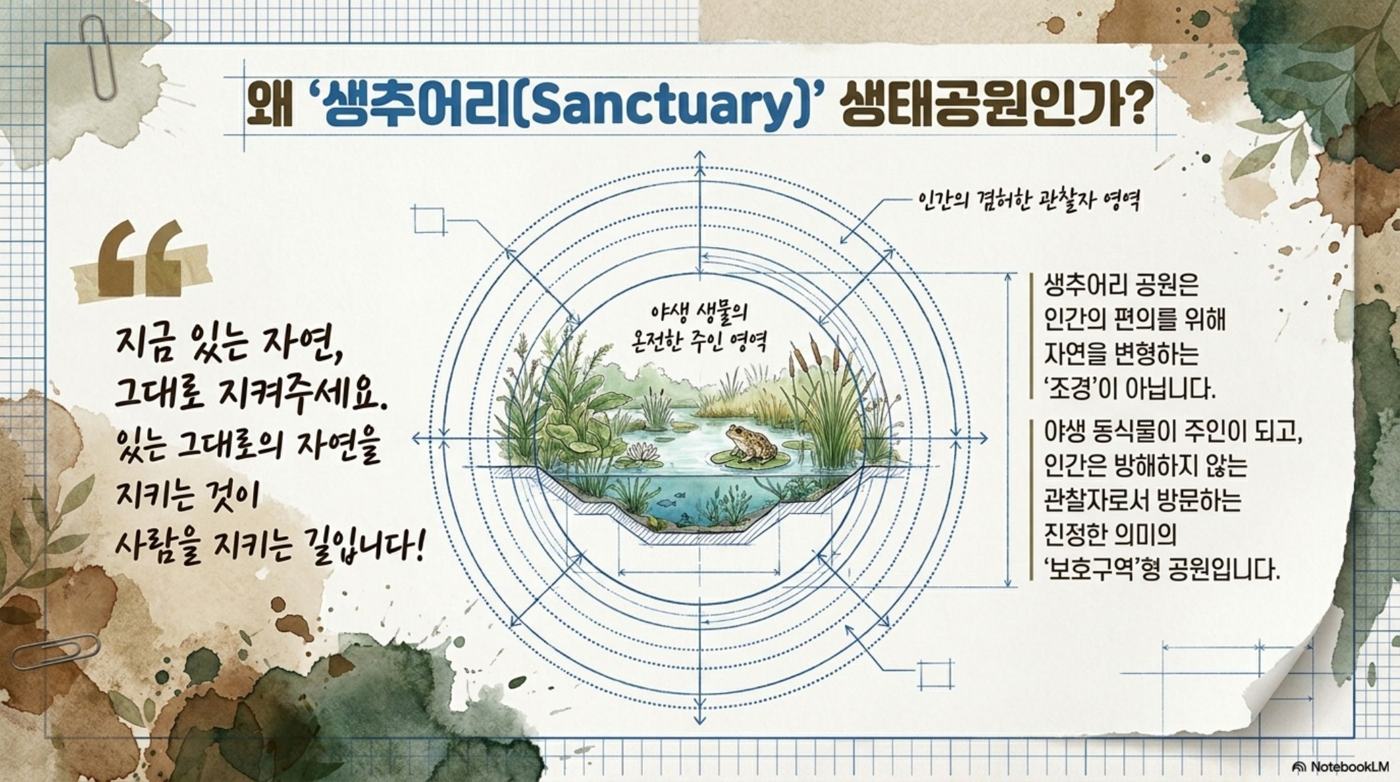 왜 ‘생추어리(Sanctuary)’ 생태공원인가?
“
지금 있는 자연,
그대로 지켜주세요.
있는 그대로의 자연을
지키는 것이
사람을 지키는 길입니다!
야생 생물의
온전한 주인 영역
인간의 겸허한 관찰자 영역
생추어리 공원은
인간의 편의를 위해
자연을 변형하는
‘조경’이 아닙니다.
야생 동식물이 주인이 되고,
인간은 방해하지 않는
관찰자로서 방문하는
진정한 의미의
‘보호구역’형 공원입니다.
NotebookLM